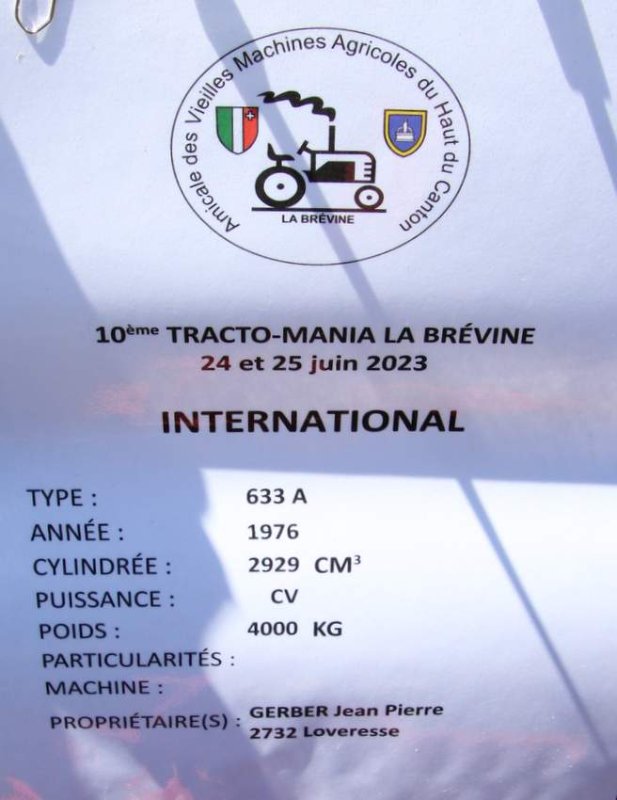 Amicale des Vieilles Machines Agricoles du Haut du Canton
LA BRÉVINE
10ème TRACTO-MANIA LA BRÉVINE
24 et 25 juin 2023
INTERNATIONAL
TYPE : 633 A
ANNÉE : 1976
CYLINDRÉE : 2929 CM³
PUISSANCE : CV
POIDS : 4000 KG
PARTICULARITÉS :
MACHINE :
PROPRIÉTAIRE(S) : GERBER Jean Pierre
2732 Loveresse